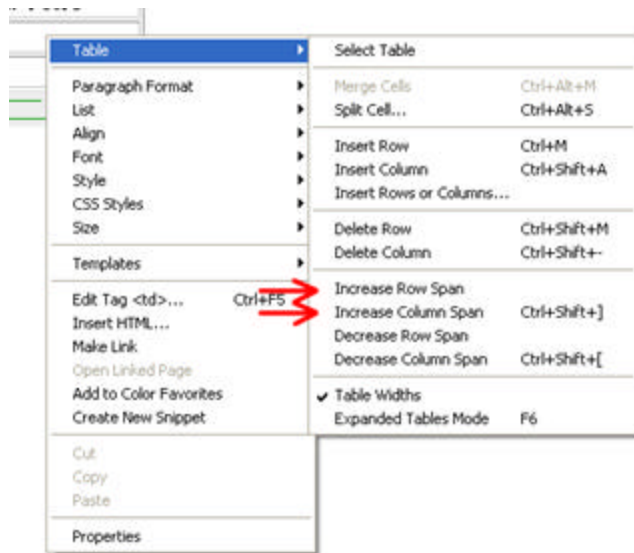 Table
Paragraph Format
List
Align
Font
Style
CSS Styles
Size
Templates
Edit Tag <td>... Ctrl+F5
Insert HTML...
Make Link
Open Linked Page
Add to Color Favorites
Create New Snippet
Cut
Copy
Paste
Properties
Select Table
Merge Cells Ctrl+Alt+M
Split Cell... Ctrl+Alt+S
Insert Row Ctrl+M
Insert Column Ctrl+Shift+A
Insert Rows or Columns...
Delete Row Ctrl+Shift+M
Delete Column Ctrl+Shift+-
Increase Row Span
Increase Column Span Ctrl+Shift+]
Decrease Row Span
Decrease Column Span Ctrl+Shift+[
Table Widths
Expanded Tables Mode F6